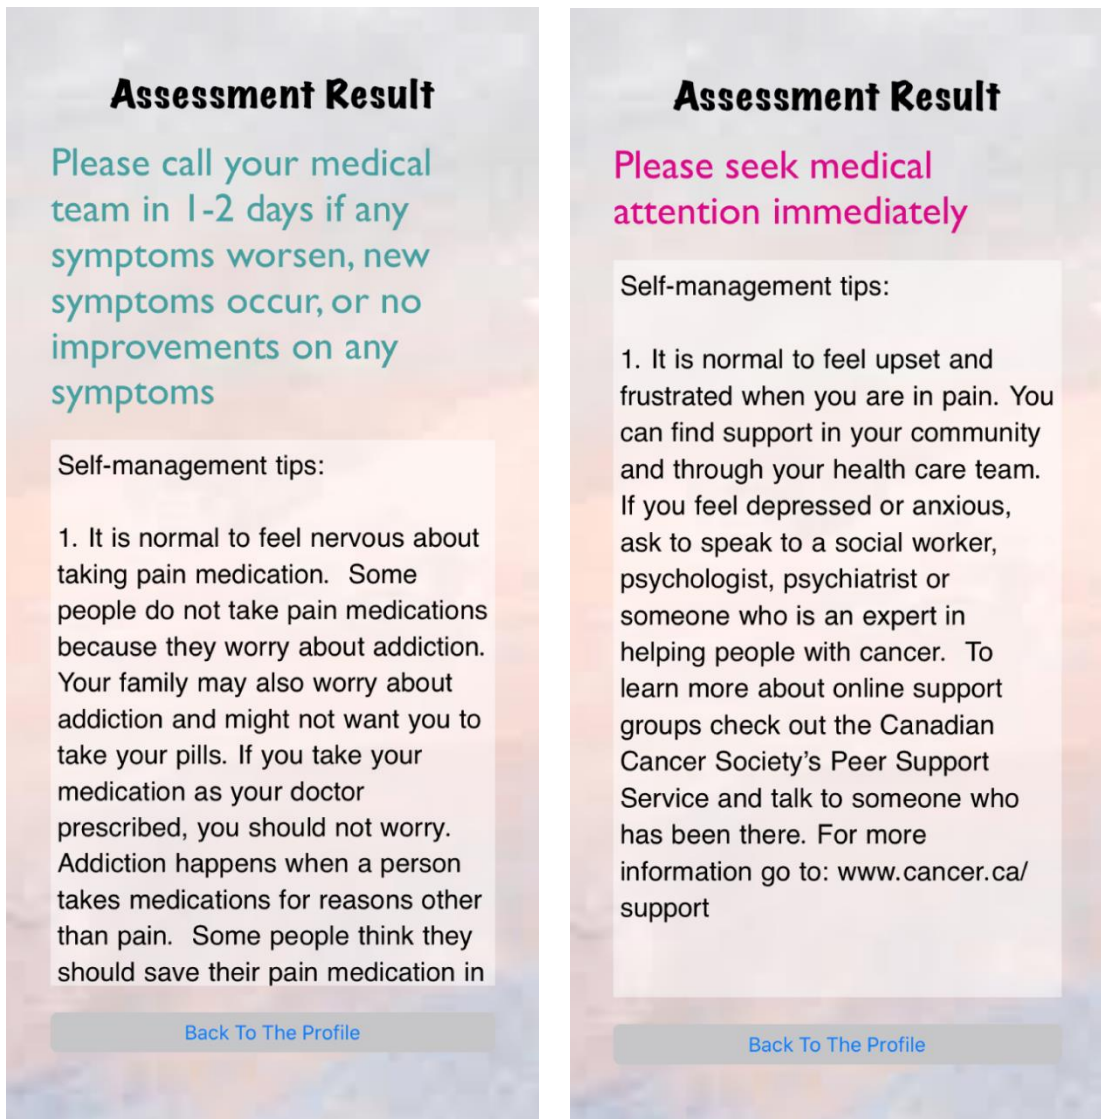 Assessment Result
Please call your medical
team in 1-2 days if any
symptoms worsen, new
symptoms occur, or no
improvements on any
symptoms
Self-management tips:
1. It is normal to feel nervous about
taking pain medication.  Some
people do not take pain medications
because they worry about addiction.
Your family may also worry about
addiction and might not want you to
take your pills. If you take your
medication as your doctor
prescribed, you should not worry.
Addiction happens when a person
takes medications for reasons other
than pain.  Some people think they
should save their pain medication in
Back To The Profile
Assessment Result
Please seek medical
attention immediately
Self-management tips:
1. It is normal to feel upset and
frustrated when you are in pain. You
can find support in your community
and through your health care team.
If you feel depressed or anxious,
ask to speak to a social worker,
psychologist, psychiatrist or
someone who is an expert in
helping people with cancer.  To
learn more about online support
groups check out the Canadian
Cancer Society’s Peer Support
Service and talk to someone who
has been there. For more
information go to: www.cancer.ca/
support
Back To The Profile